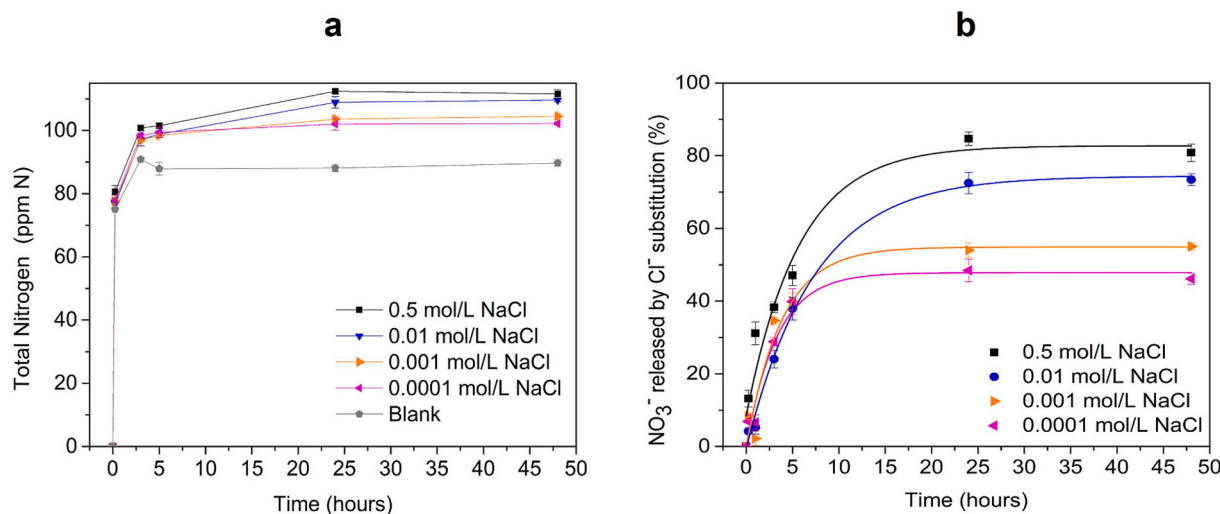 a
Total Nitrogen (ppm N)
100
80
60
40
20
0
0.5 mol/L NaCl
0.01 mol/L NaCl
0.001 mol/L NaCl
0.0001 mol/L NaCl
Blank
0 5 10 15 20 25 30 35 40 45 50
Time (hours)
b
NO₃⁻ released by Cl⁻ substitution (%)
100
80
60
40
20
0
0.5 mol/L NaCl
0.01 mol/L NaCl
0.001 mol/L NaCl
0.0001 mol/L NaCl
0 5 10 15 20 25 30 35 40 45 50
Time (hours)